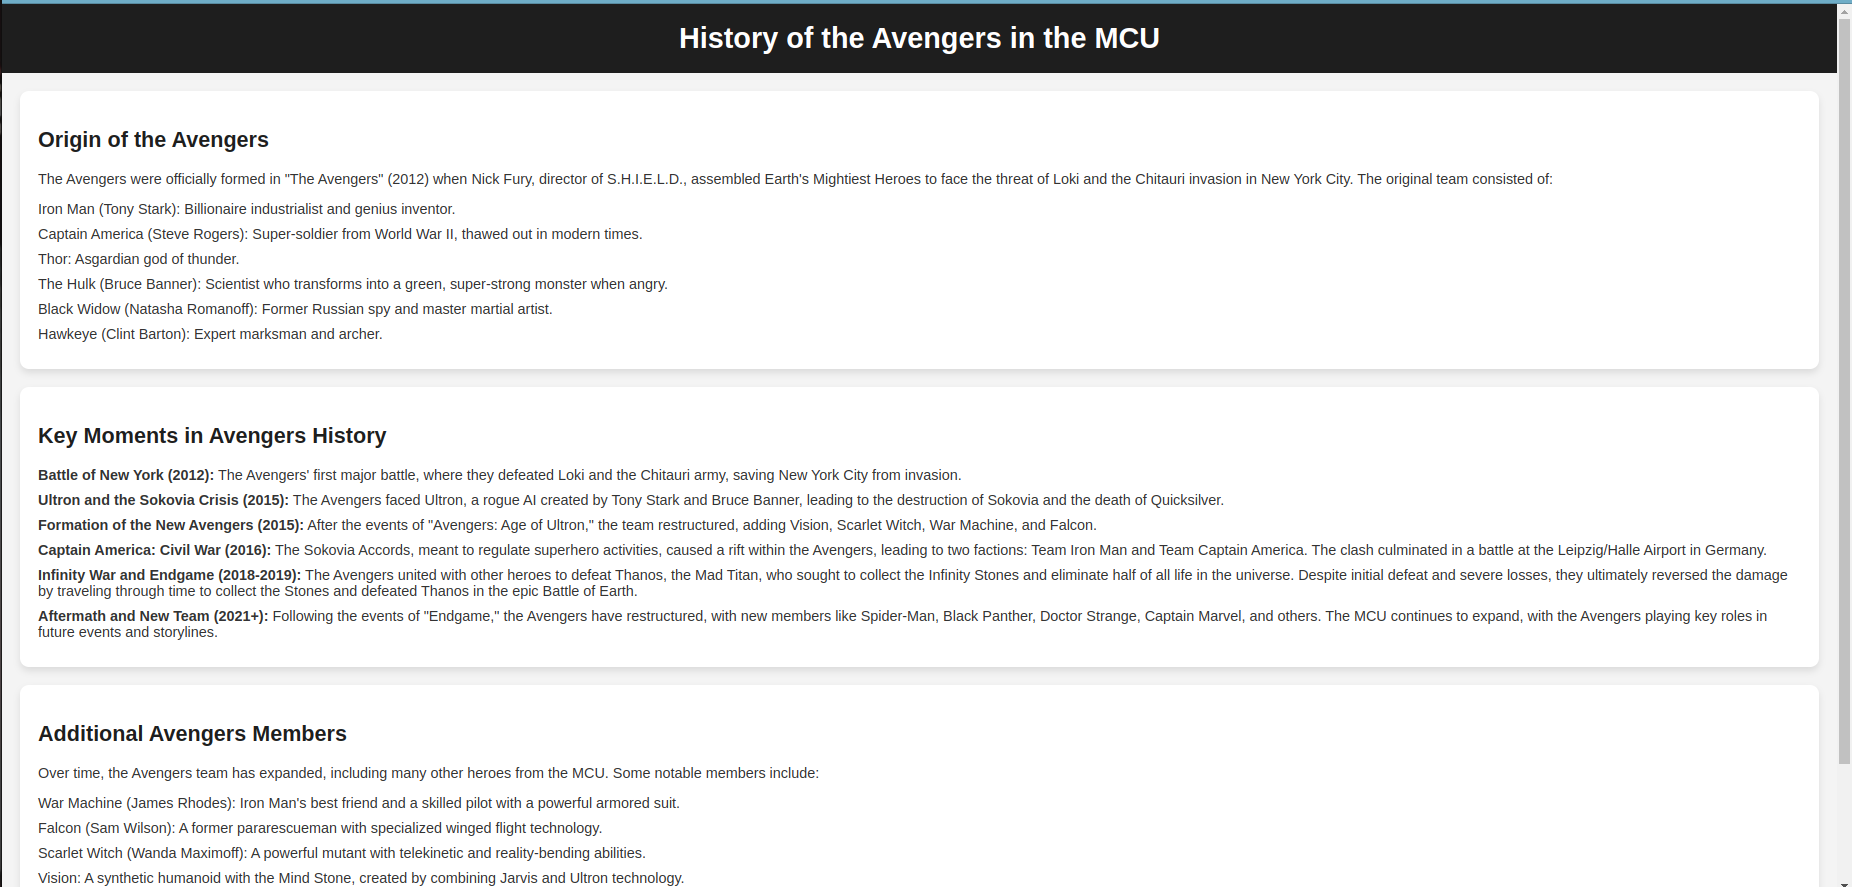 History of the Avengers in the MCU
Origin of the Avengers
The Avengers were officially formed in "The Avengers" (2012) when Nick Fury, director of S.H.I.E.L.D., assembled Earth's Mightiest Heroes to face the threat of Loki and the Chitauri invasion in New York City. The original team consisted of:
Iron Man (Tony Stark): Billionaire industrialist and genius inventor.
Captain America (Steve Rogers): Super-soldier from World War II, thawed out in modern times.
Thor: Asgardian god of thunder.
The Hulk (Bruce Banner): Scientist who transforms into a green, super-strong monster when angry.
Black Widow (Natasha Romanoff): Former Russian spy and master martial artist.
Hawkeye (Clint Barton): Expert marksman and archer.
Key Moments in Avengers History
Battle of New York (2012): The Avengers' first major battle, where they defeated Loki and the Chitauri army, saving New York City from invasion.
Ultron and the Sokovia Crisis (2015): The Avengers faced Ultron, a rogue AI created by Tony Stark and Bruce Banner, leading to the destruction of Sokovia and the death of Quicksilver.
Formation of the New Avengers (2015): After the events of "Avengers: Age of Ultron," the team restructured, adding Vision, Scarlet Witch, War Machine, and Falcon.
Captain America: Civil War (2016): The Sokovia Accords, meant to regulate superhero activities, caused a rift within the Avengers, leading to two factions: Team Iron Man and Team Captain America. The clash culminated in a battle at the Leipzig/Halle Airport in Germany.
Infinity War and Endgame (2018-2019): The Avengers united with other heroes to defeat Thanos, the Mad Titan, who sought to collect the Infinity Stones and eliminate half of all life in the universe. Despite initial defeat and severe losses, they ultimately reversed the damage
by traveling through time to collect the Stones and defeated Thanos in the epic Battle of Earth.
Aftermath and New Team (2021+): Following the events of "Endgame," the Avengers have restructured, with new members like Spider-Man, Black Panther, Doctor Strange, Captain Marvel, and others. The MCU continues to expand, with the Avengers playing key roles in
future events and storylines.
Additional Avengers Members
Over time, the Avengers team has expanded, including many other heroes from the MCU. Some notable members include:
War Machine (James Rhodes): Iron Man's best friend and a skilled pilot with a powerful armored suit.
Falcon (Sam Wilson): A former pararescueman with specialized winged flight technology.
Scarlet Witch (Wanda Maximoff): A powerful mutant with telekinetic and reality-bending abilities.
Vision: A synthetic humanoid with the Mind Stone, created by combining Jarvis and Ultron technology.